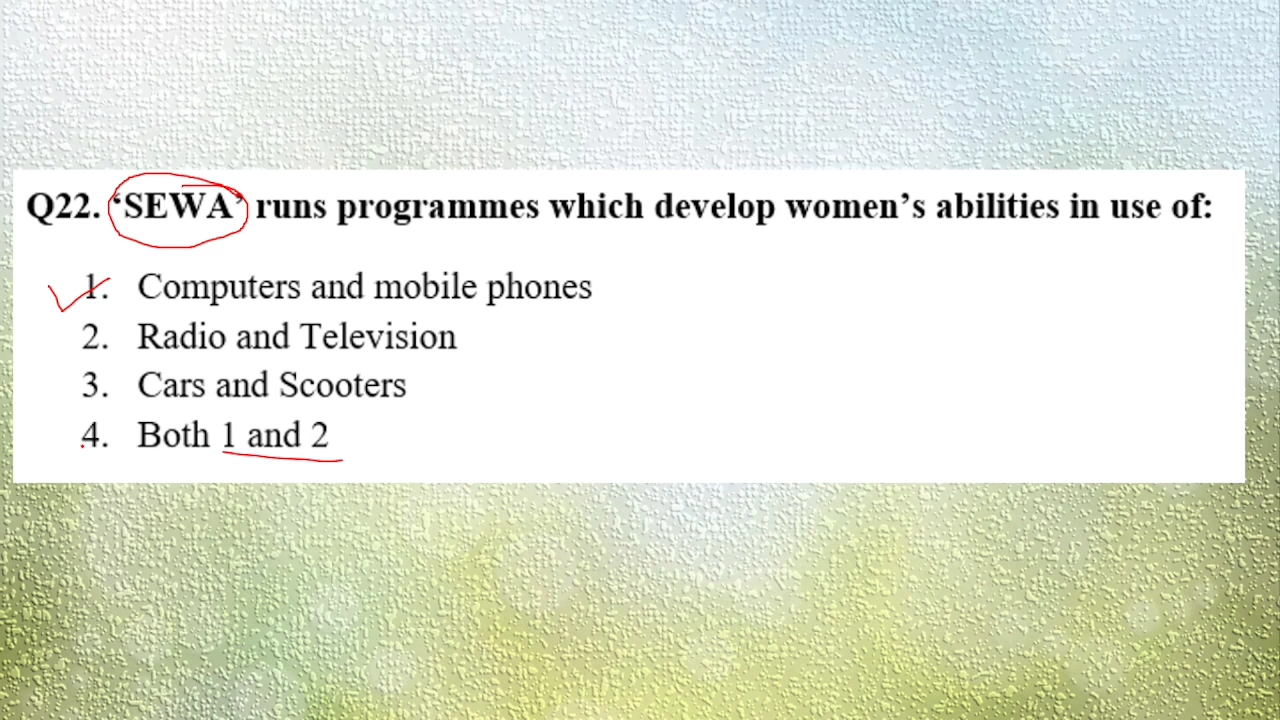 Q22. ‘SEWA’ runs programmes which develop women’s abilities in use of:
1. Computers and mobile phones
2. Radio and Television
3. Cars and Scooters
4. Both 1 and 2